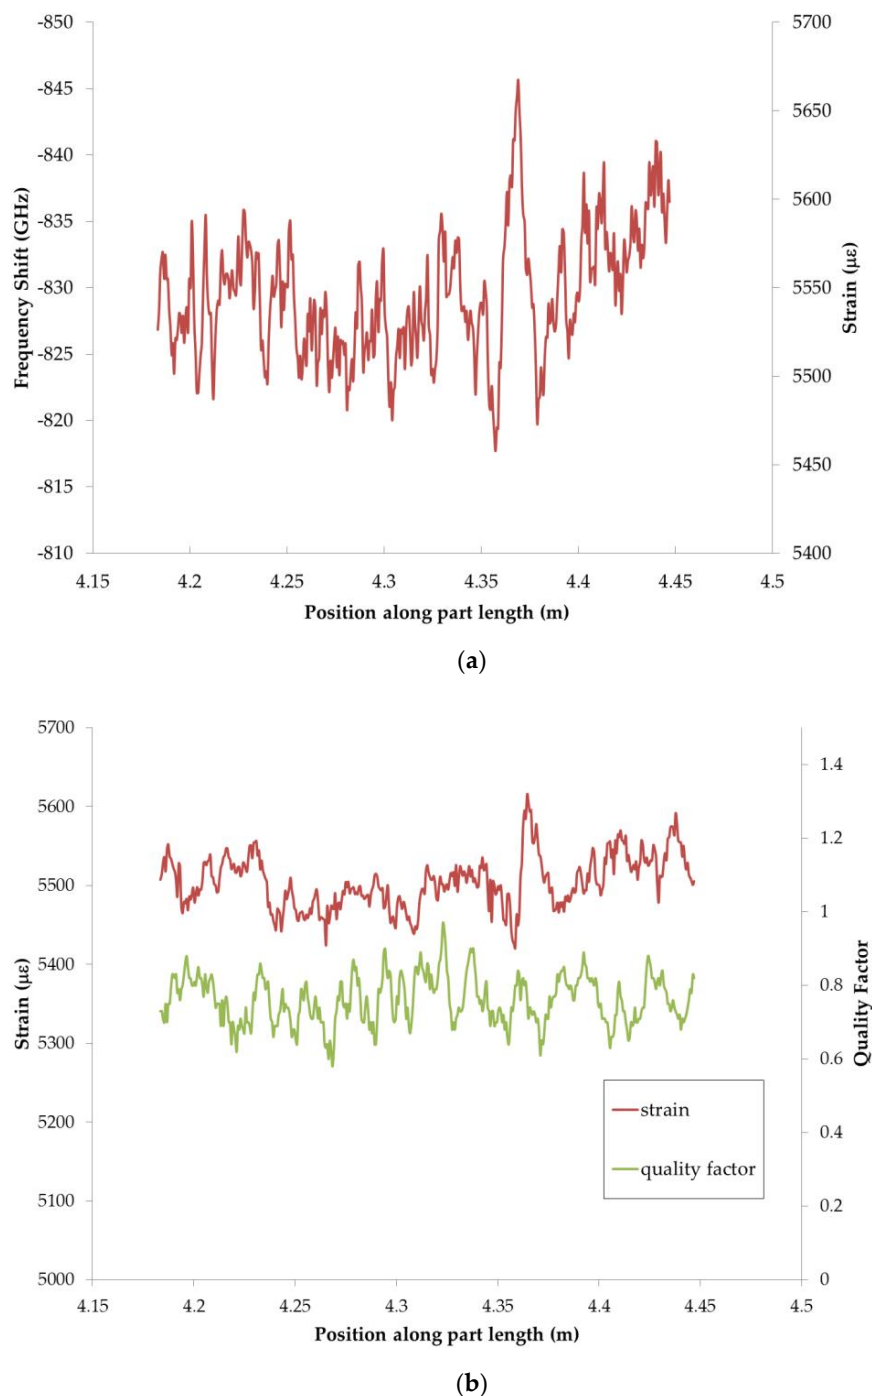 -850
-845
-840
-835
-830
-825
-820
-815
-810
Frequency Shift (GHz)
5700
5650
5600
5550
5500
5450
5400
Strain (με)
4.15 4.2 4.25 4.3 4.35 4.4 4.45 4.5
Position along part length (m)
(a)
5700
5600
5500
5400
5300
5200
5100
5000
Strain (με)
1.4
1.2
1
0.8
0.6
0.4
0.2
0
Quality Factor
strain
quality factor
4.15 4.2 4.25 4.3 4.35 4.4 4.45 4.5
Position along part length (m)
(b)